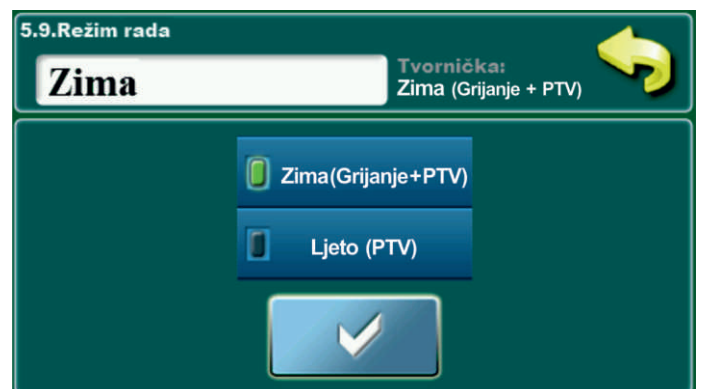 5.9.Režim rada
Zima
Tvornička:
Zima (Grijanje + PTV)
Zima(Grijanje+PTV)
Ljeto (PTV)